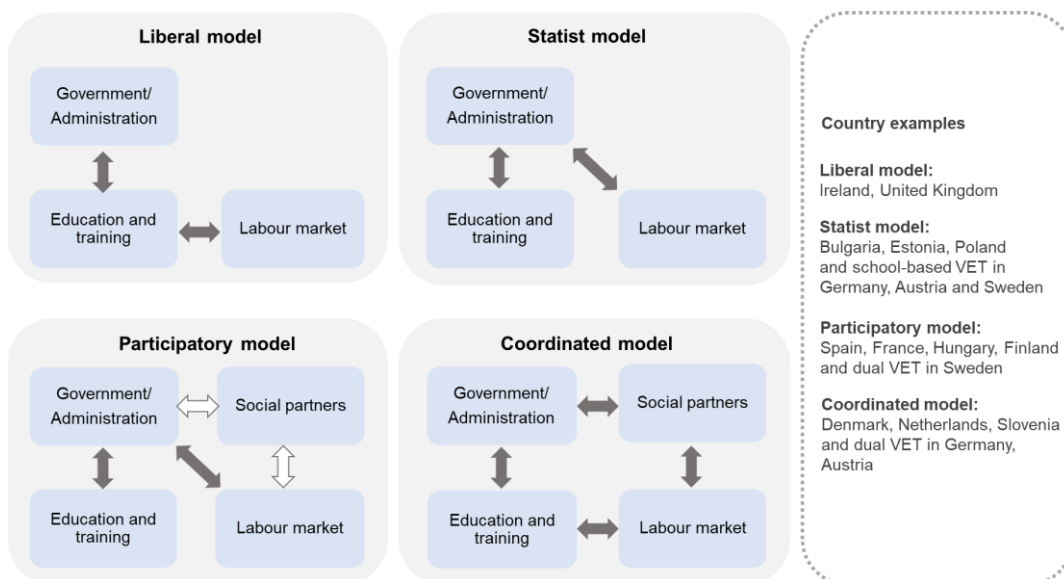 Liberal model
Government/
Administration
Education and
training
Labour market
Statist model
Government/
Administration
Education and
training
Labour market
Participatory model
Government/
Administration
Social partners
Education and
training
Labour market
Coordinated model
Government/
Administration
Social partners
Education and
training
Labour market
Country examples
Liberal model:
Ireland, United Kingdom
Statist model:
Bulgaria, Estonia, Poland
and school-based VET in
Germany, Austria and Sweden
Participatory model:
Spain, France, Hungary, Finland
and dual VET in Sweden
Coordinated model:
Denmark, Netherlands, Slovenia
and dual VET in Germany,
Austria